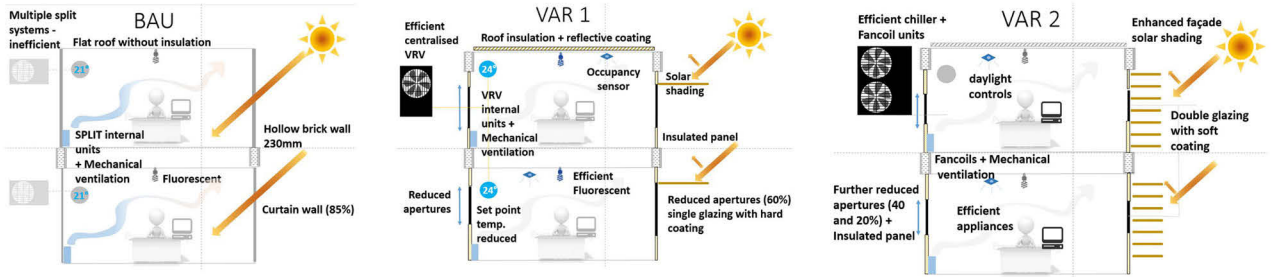 BAU
Multiple split
systems -
inefficient
Flat roof without insulation
21°
SPLIT internal
units
+ Mechanical
ventilation
Hollow brick wall
230mm
Fluorescent
21°
Curtain wall (85%)
VAR 1
Efficient
centralised
VRV
Roof insulation + reflective coating
24°
Occupancy
sensor
Solar
shading
VRV
internal
units +
Mechanical
ventilation
Insulated panel
Efficient
Fluorescent
24°
Reduced
apertures
Set point
temp.
reduced
Reduced apertures (60%)
single glazing with hard
coating
VAR 2
Efficient chiller +
Fancoil units
Enhanced façade
solar shading
daylight
controls
Double glazing
with soft
coating
Fancoils + Mechanical
ventilation
Further reduced
apertures (40
and 20%) +
Insulated panel
Efficient
appliances